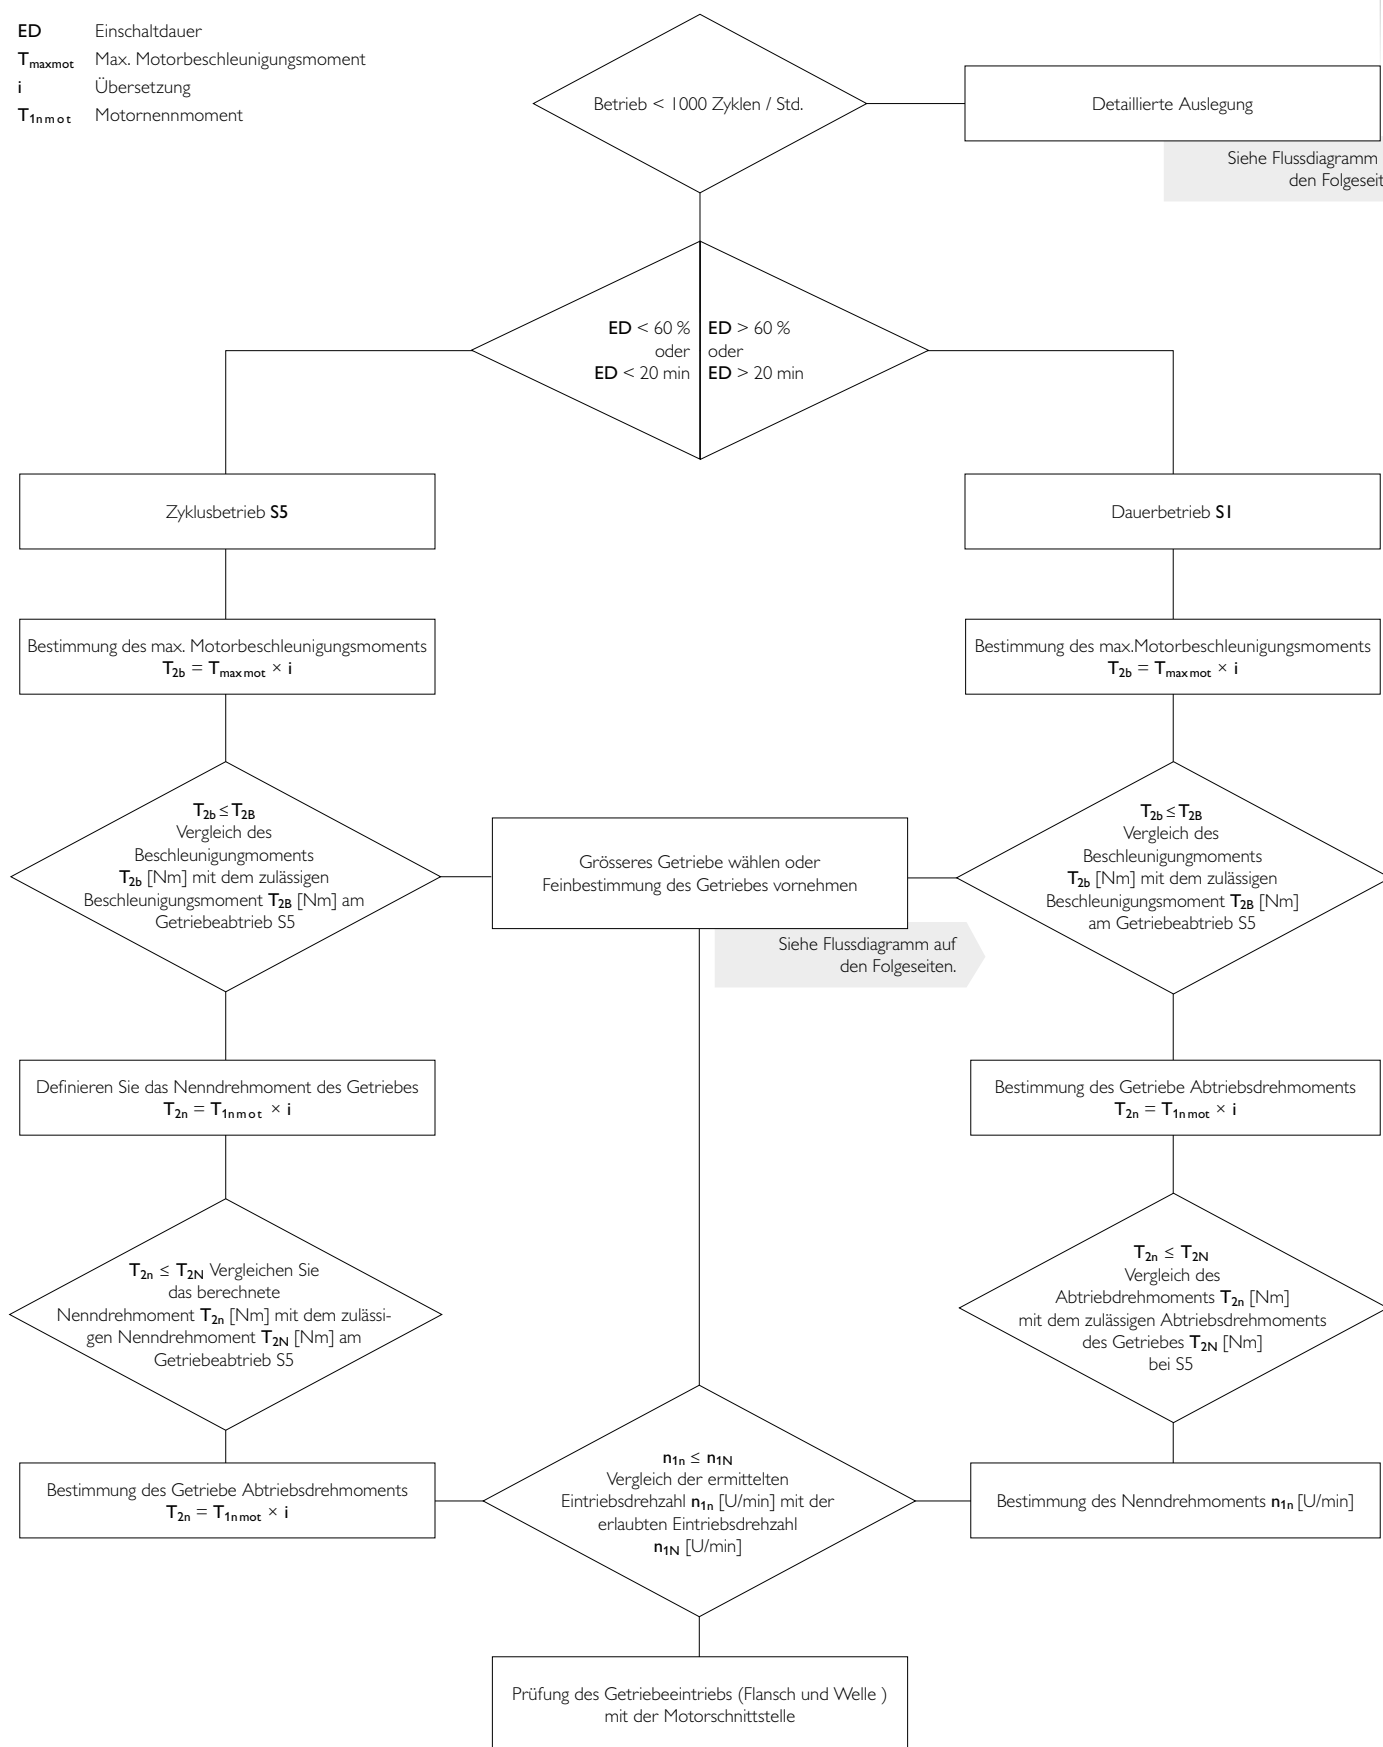 ED Einschaltdauer
Tmaxmot Max. Motorbeschleunigungsmoment
i Übersetzung
T1nmot Motornennmoment
Betrieb < 1000 Zyklen / Std.
Detaillierte Auslegung
Siehe Flussdiagramm
den Folgeseit
ED < 60 %
oder
ED < 20 min
ED > 60 %
oder
ED > 20 min
Zyklusbetrieb S5
Dauerbetrieb S1
Bestimmung des max. Motorbeschleunigungsmoments
T2b = Tmaxmot × i
Bestimmung des max.Motorbeschleunigungsmoments
T2b = Tmaxmot × i
T2b ≤ T2B
Vergleich des
Beschleunigungmoments
T2b [Nm] mit dem zulässigen
Beschleunigungsmoment T2B [Nm] am
Getriebeabtrieb S5
Grösseres Getriebe wählen oder
Feinbestimmung des Getriebes vornehmen
Siehe Flussdiagramm auf
den Folgeseiten.
T2b ≤ T2B
Vergleich des
Beschleunigungmoments
T2b [Nm] mit dem zulässigen
Beschleunigungsmoment T2B [Nm]
am Getriebeabtrieb S5
Definieren Sie das Nenndrehmoment des Getriebes
T2n = T1nmot × i
Bestimmung des Getriebe Abtriebsdrehmoments
T2n = T1nmot × i
T2n ≤ T2N Vergleichen Sie
das berechnete
Nenndrehmoment T2n [Nm] mit dem zulässi-
gen Nenndrehmoment T2N [Nm] am
Getriebeabtrieb S5
T2n ≤ T2N
Vergleich des
Abtriebdrehmoments T2n [Nm]
mit dem zulässigen Abtriebsdrehmoments
des Getriebes T2N [Nm]
bei S5
Bestimmung des Getriebe Abtriebsdrehmoments
T2n = T1nmot × i
n1n ≤ n1N
Vergleich der ermittelten
Eintriebsdrehzahl n1n [U/min] mit der
erlaubten Eintriebsdrehzahl
n1N [U/min]
Bestimmung des Nenndrehmoments n1n [U/min]
Prüfung des Getriebeeintriebs (Flansch und Welle )
mit der Motorschnittstelle